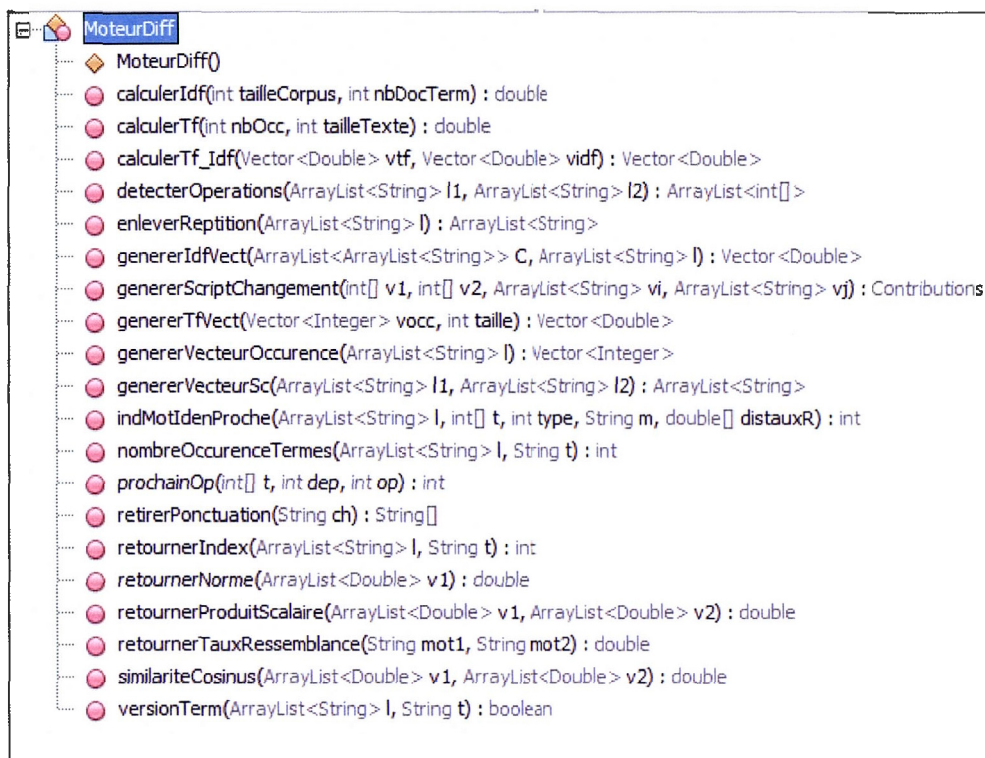 MoteurDiff
MoteurDiff()
calculerIdf(int tailleCorpus, int nbDocTerm) : double
calculerTf(int nbOcc, int tailleTexte) : double
calculerTf_Idf(Vector<Double> vtf, Vector<Double> vidf) : Vector<Double>
detecterOperations(ArrayList<String> l1, ArrayList<String> l2) : ArrayList<int[]>
enleverReptition(ArrayList<String> l) : ArrayList<String>
genererIdfVect(ArrayList<ArrayList<String>> C, ArrayList<String> l) : Vector<Double>
genererScriptChangement(int[] v1, int[] v2, ArrayList<String> vi, ArrayList<String> vj) : Contributions
genererTfVect(Vector<Integer> vocc, int taille) : Vector<Double>
genererVecteurOccurence(ArrayList<String> l) : Vector<Integer>
genererVecteurSc(ArrayList<String> l1, ArrayList<String> l2) : ArrayList<String>
indMotIdenProche(ArrayList<String> l, int[] t, int type, String m, double[] distauxR) : int
nombreOccurenceTermes(ArrayList<String> l, String t) : int
prochainOp(int[] t, int dep, int op) : int
retirerPonctuation(String ch) : String[]
retournerIndex(ArrayList<String> l, String t) : int
retournerNorme(ArrayList<Double> v1) : double
retournerProduitScalaire(ArrayList<Double> v1, ArrayList<Double> v2) : double
retournerTauxRessemblance(String mot1, String mot2) : double
similariteCosinus(ArrayList<Double> v1, ArrayList<Double> v2) : double
versionTerm(ArrayList<String> l, String t) : boolean